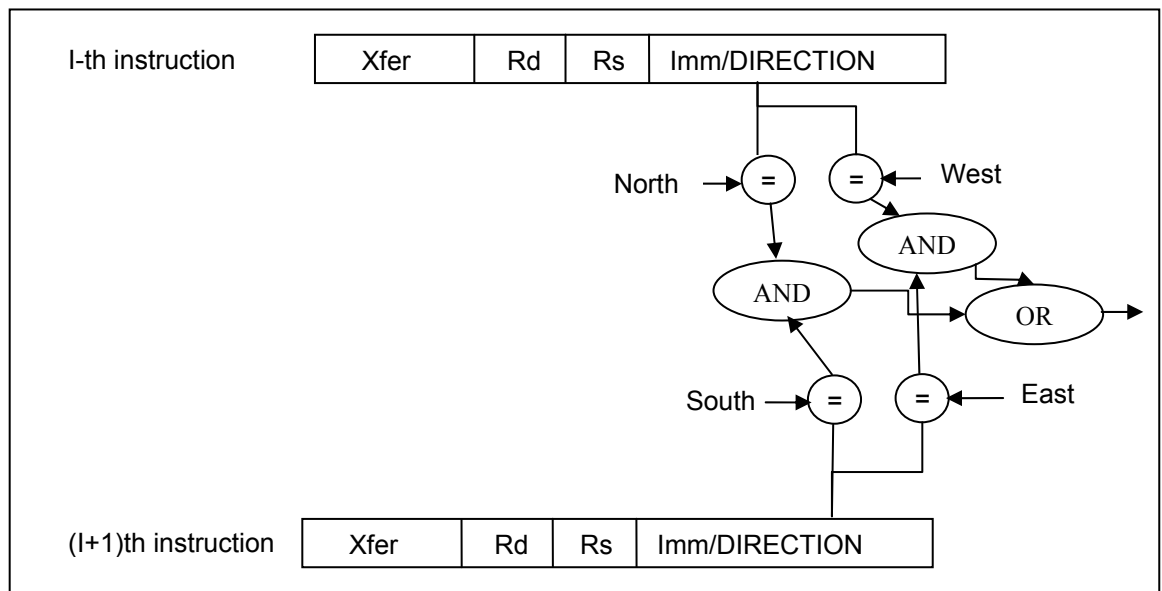 I-th instruction Xfer Rd Rs Imm/DIRECTION
North = = West
AND
AND
OR
South = = East
(I+1)th instruction Xfer Rd Rs Imm/DIRECTION